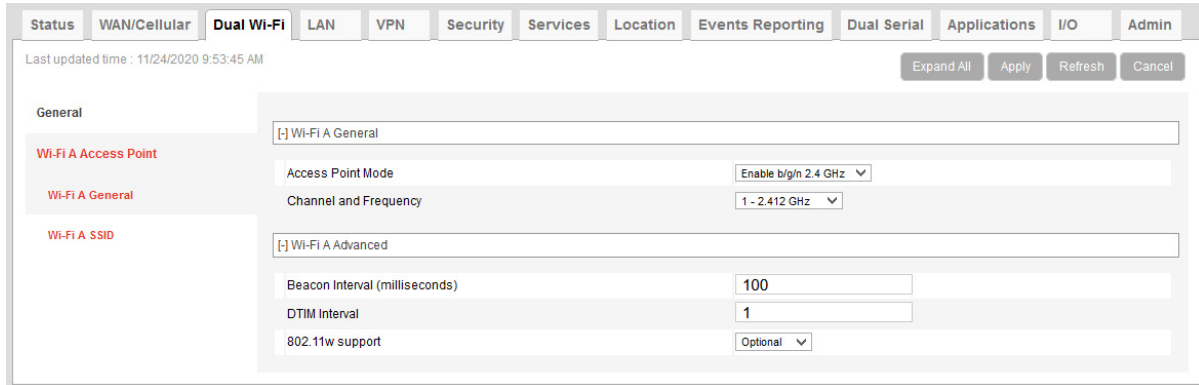 Status WAN/Cellular Dual Wi-Fi LAN VPN Security Services Location Events Reporting Dual Serial Applications I/O Admin
Last updated time : 11/24/2020 9:53:45 AM
Expand All Apply Refresh Cancel
General
[-] Wi-Fi A General
Wi-Fi A Access Point
Access Point Mode Enable b/g/n 2.4 GHz
Wi-Fi A General
Channel and Frequency 1 - 2.412 GHz
Wi-Fi A SSID
[-] Wi-Fi A Advanced
Beacon Interval (milliseconds) 100
DTIM Interval 1
802.11w support Optional